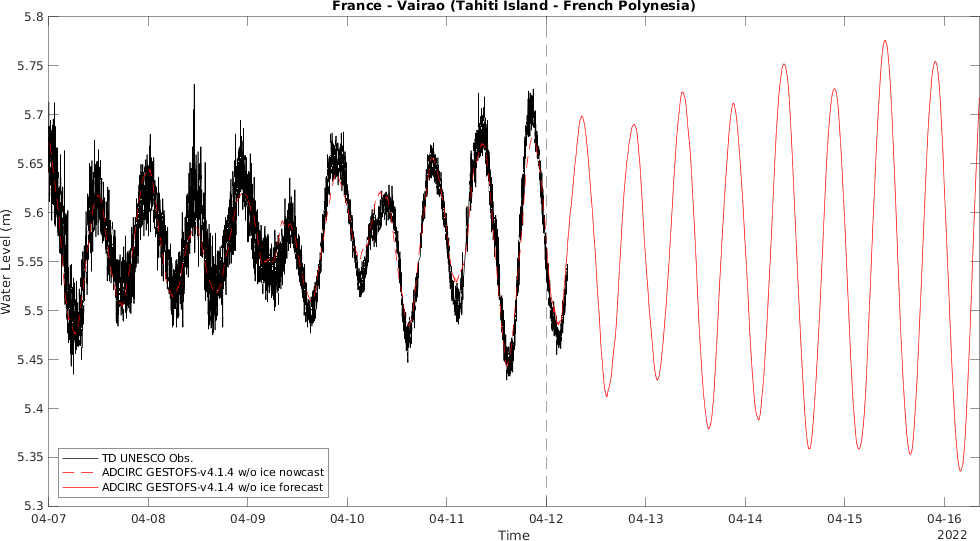 France - Vairao (Tahiti Island - French Polynesia)
5.8
5.75
5.7
5.65
5.6
5.55
5.5
5.45
5.4
5.35
5.3
Water Level (m)
TD UNESCO Obs.
ADCIRC GESTOFS-v4.1.4 w/o ice nowcast
ADCIRC GESTOFS-v4.1.4 w/o ice forecast
04-07 04-08 04-09 04-10 04-11 04-12 04-13 04-14 04-15 04-16
Time
2022